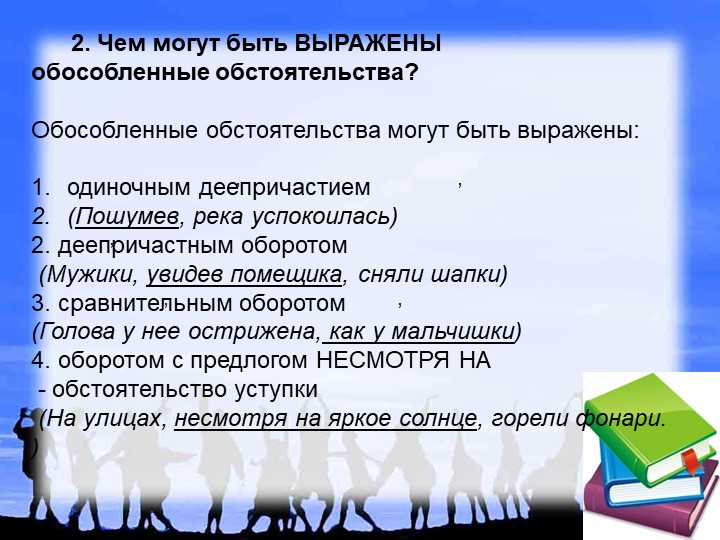 2. Чем могут быть ВЫРАЖЕНЫ
обособленные обстоятельства?
Обособленные обстоятельства могут быть выражены:
1. одиночным деепричастием ,
2. (Пошумев, река успокоилась)
2. деепричастным оборотом
(Мужики, увидев помещика, сняли шапки)
3. сравнительным оборотом ,
(Голова у нее острижена, как у мальчишки)
4. оборотом с предлогом НЕСМОТРЯ НА
- обстоятельство уступки
(На улицах, несмотря на яркое солнце, горели фонари.
)